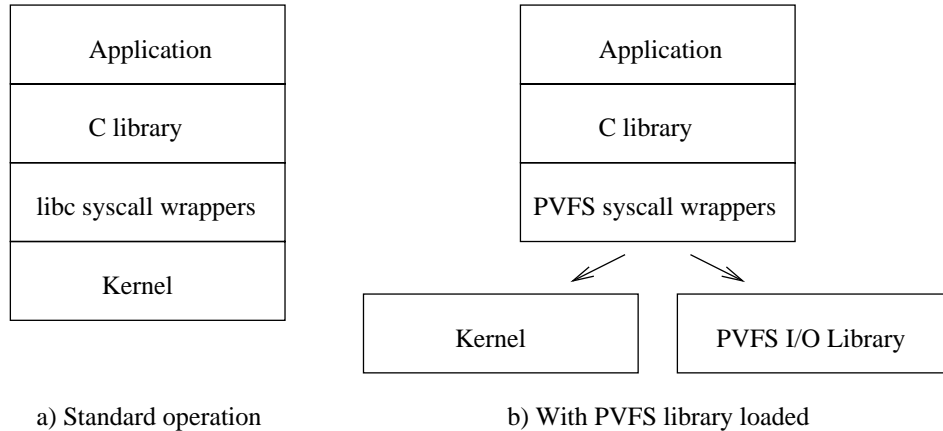 Application
C library
libc syscall wrappers
Kernel
a) Standard operation
Application
C library
PVFS syscall wrappers
Kernel
PVFS I/O Library
b) With PVFS library loaded